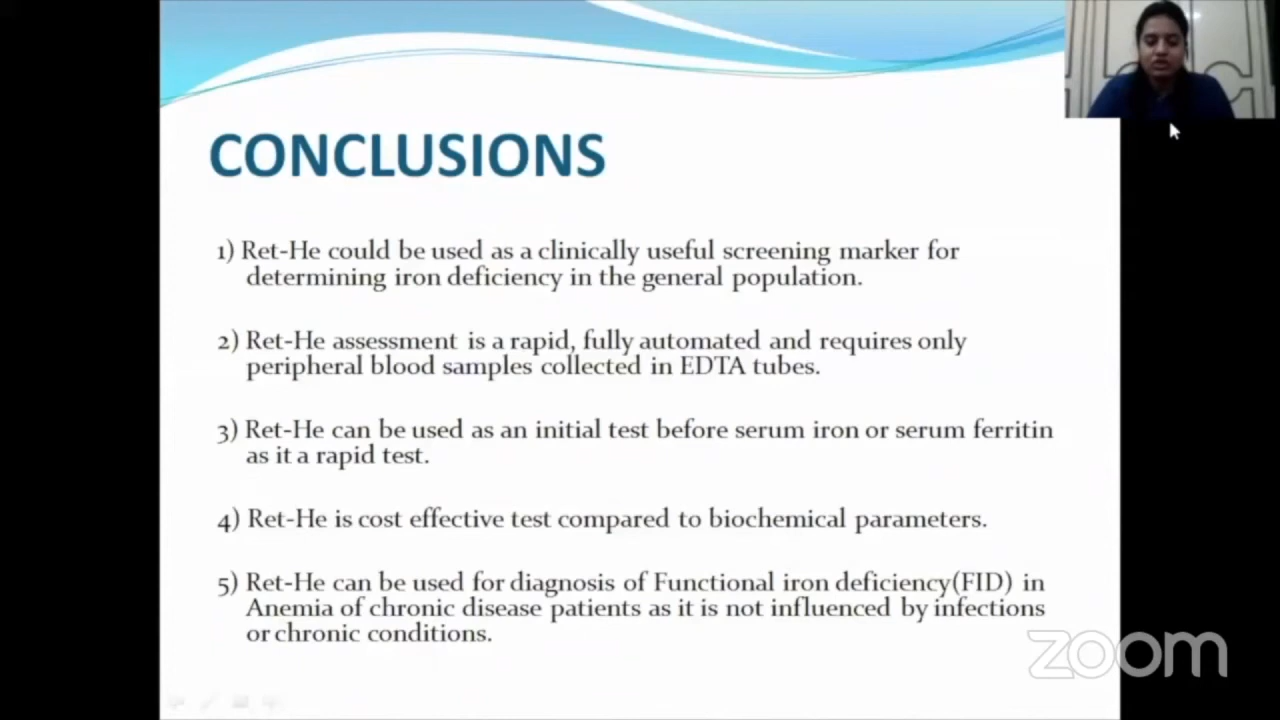 CONCLUSIONS
1) Ret-He could be used as a clinically useful screening marker for
determining iron deficiency in the general population.
2) Ret-He assessment is a rapid, fully automated and requires only
peripheral blood samples collected in EDTA tubes.
3) Ret-He can be used as an initial test before serum iron or serum ferritin
as it a rapid test.
4) Ret-He is cost effective test compared to biochemical parameters.
5) Ret-He can be used for diagnosis of Functional iron deficiency(FID) in
Anemia of chronic disease patients as it is not influenced by infections
or chronic conditions.
zoom